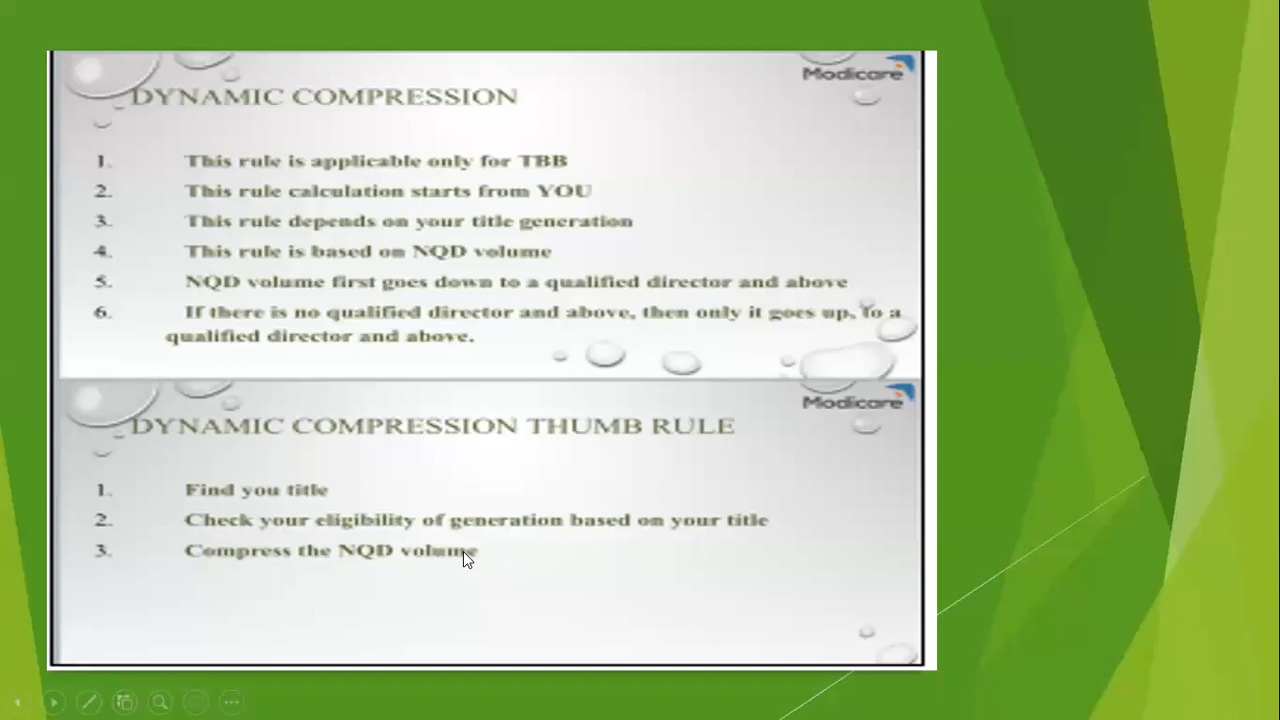 Modicare
DYNAMIC COMPRESSION
1. This rule is applicable only for TBB
2. This rule calculation starts from YOU
3. This rule depends on your title generation
4. This rule is based on NQD volume
5. NQD volume first goes down to a qualified director and above
6. If there is no qualified director and above, then only it goes up, to a
qualified director and above.
Modicare
DYNAMIC COMPRESSION THUMB RULE
1. Find you title
2. Check your eligibility of generation based on your title
3. Compress the NQD volume